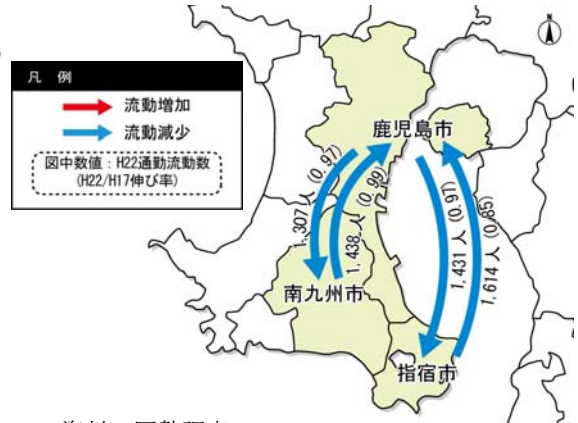 凡 例
流動増加
流動減少
図中数値：H22通勤流動数
(H22/H17伸び率)
鹿児島市
1,307人(0.97)
1,438人(0.99)
1,431人(0.97)
1,614人(0.85)
南九州市
指宿市